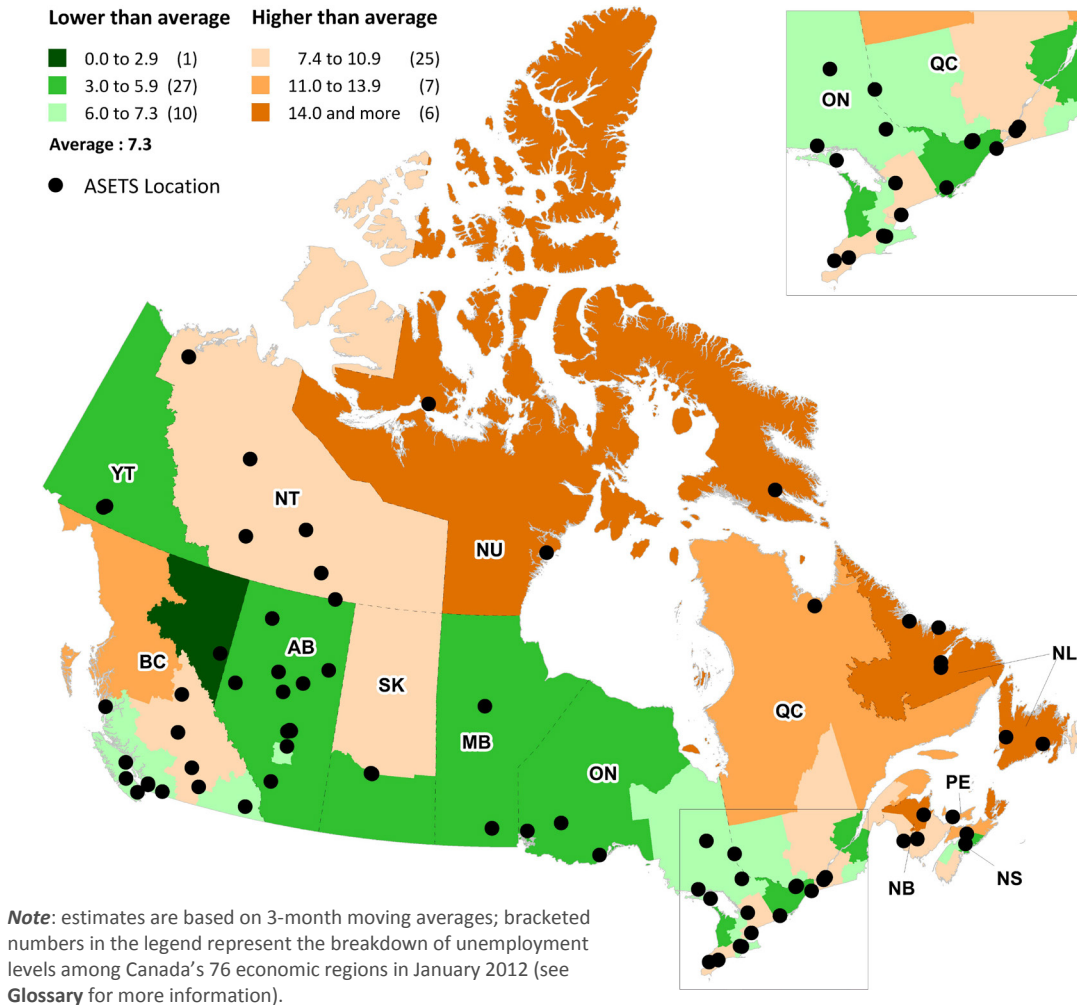 Lower than average
Higher than average
0.0 to 2.9 (1)
3.0 to 5.9 (27)
6.0 to 7.3 (10)
7.4 to 10.9 (25)
11.0 to 13.9 (7)
14.0 and more (6)
Average : 7.3
ASETS Location
QC
ON
YT
NT
NU
BC
AB
SK
MB
ON
QC
NL
PE
NB
NS
Note: estimates are based on 3-month moving averages; bracketed
numbers in the legend represent the breakdown of unemployment
levels among Canada's 76 economic regions in January 2012 (see
Glossary for more information).